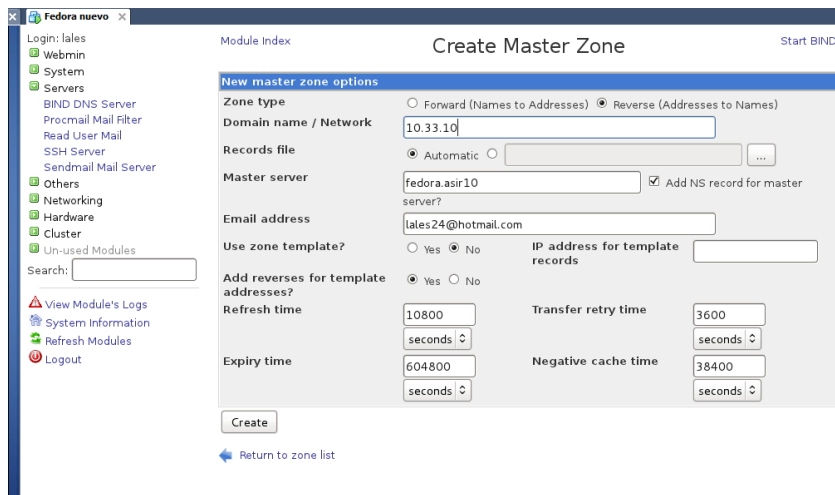 Fedora nuevo
Login: lales
Webmin
System
Servers
BIND DNS Server
Procmail Mail Filter
Read User Mail
SSH Server
Sendmail Mail Server
Others
Networking
Hardware
Cluster
Un-used Modules
Search:
View Module's Logs
System Information
Refresh Modules
Logout
Module Index
Create Master Zone
Start BIND
New master zone options
Zone type
Forward (Names to Addresses) Reverse (Addresses to Names)
Domain name / Network
10.33.10
Records file
Automatic ...
Master server
fedora.asir10 Add NS record for master
server?
Email address
lales24@hotmail.com
Use zone template?
Yes No
IP address for template
records
Add reverses for template
addresses?
Yes No
Refresh time
10800
seconds
Transfer retry time
3600
seconds
Expiry time
604800
seconds
Negative cache time
38400
seconds
Create
Return to zone list